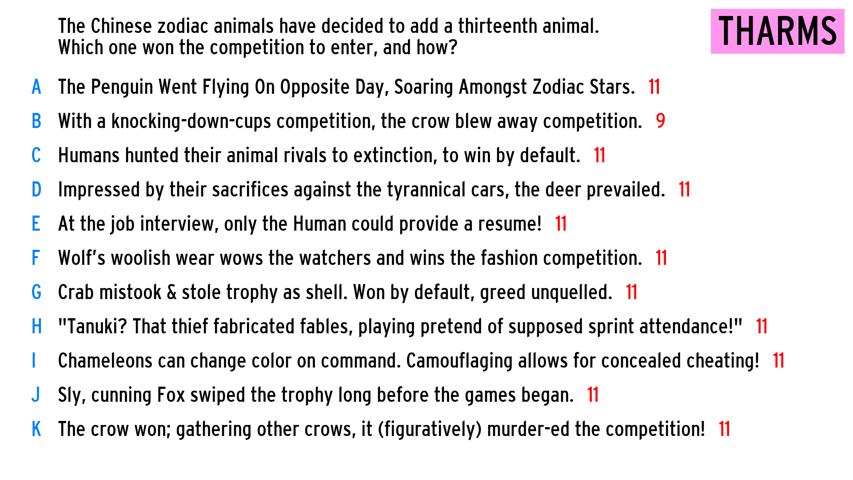 The Chinese zodiac animals have decided to add a thirteenth animal.
Which one won the competition to enter, and how?
THARMS
A The Penguin Went Flying On Opposite Day, Soaring Amongst Zodiac Stars. 11
B With a knocking-down-cups competition, the crow blew away competition. 9
C Humans hunted their animal rivals to extinction, to win by default. 11
D Impressed by their sacrifices against the tyrannical cars, the deer prevailed. 11
E At the job interview, only the Human could provide a resume! 11
F Wolf's woolish wear wows the watchers and wins the fashion competition. 11
G Crab mistook & stole trophy as shell. Won by default, greed unquelled. 11
H "Tanuki? That thief fabricated fables, playing pretend of supposed sprint attendance!" 11
I Chameleons can change color on command. Camouflaging allows for concealed cheating! 11
J Sly, cunning Fox swiped the trophy long before the games began. 11
K The crow won; gathering other crows, it (figuratively) murder-ed the competition! 11